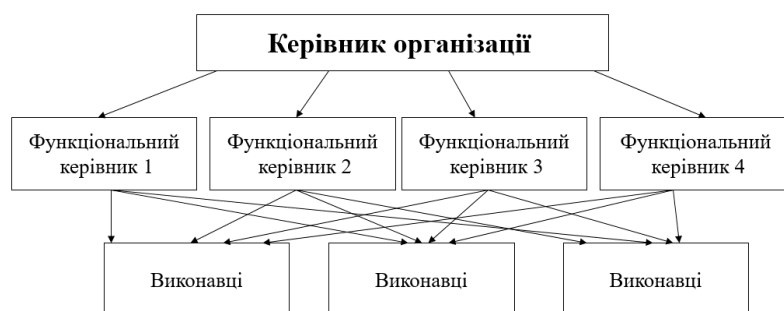 Керівник організації
Функціональний
керівник 1
Функціональний
керівник 2
Функціональний
керівник 3
Функціональний
керівник 4
Виконавці
Виконавці
Виконавці